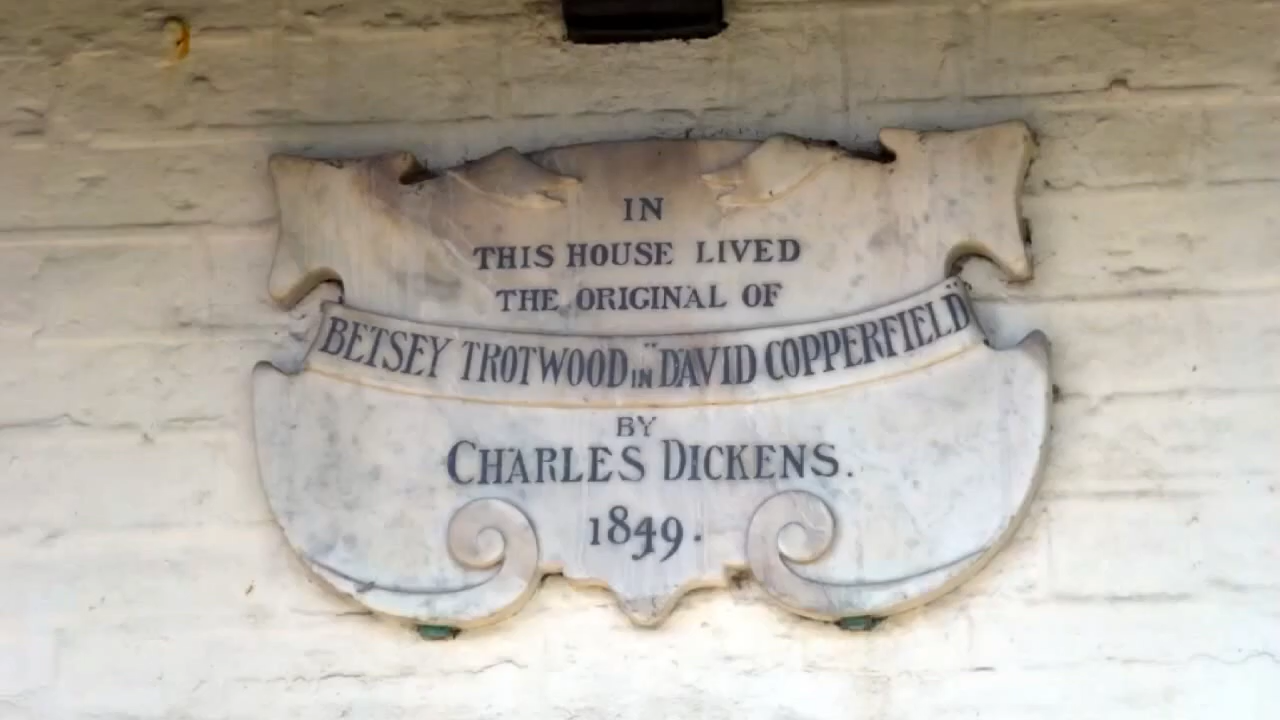 IN
THIS HOUSE LIVED
THE ORIGINAL OF
BETSEY TROTWOOD IN "DAVID COPPERFIELD"
BY
CHARLES DICKENS.
1849.